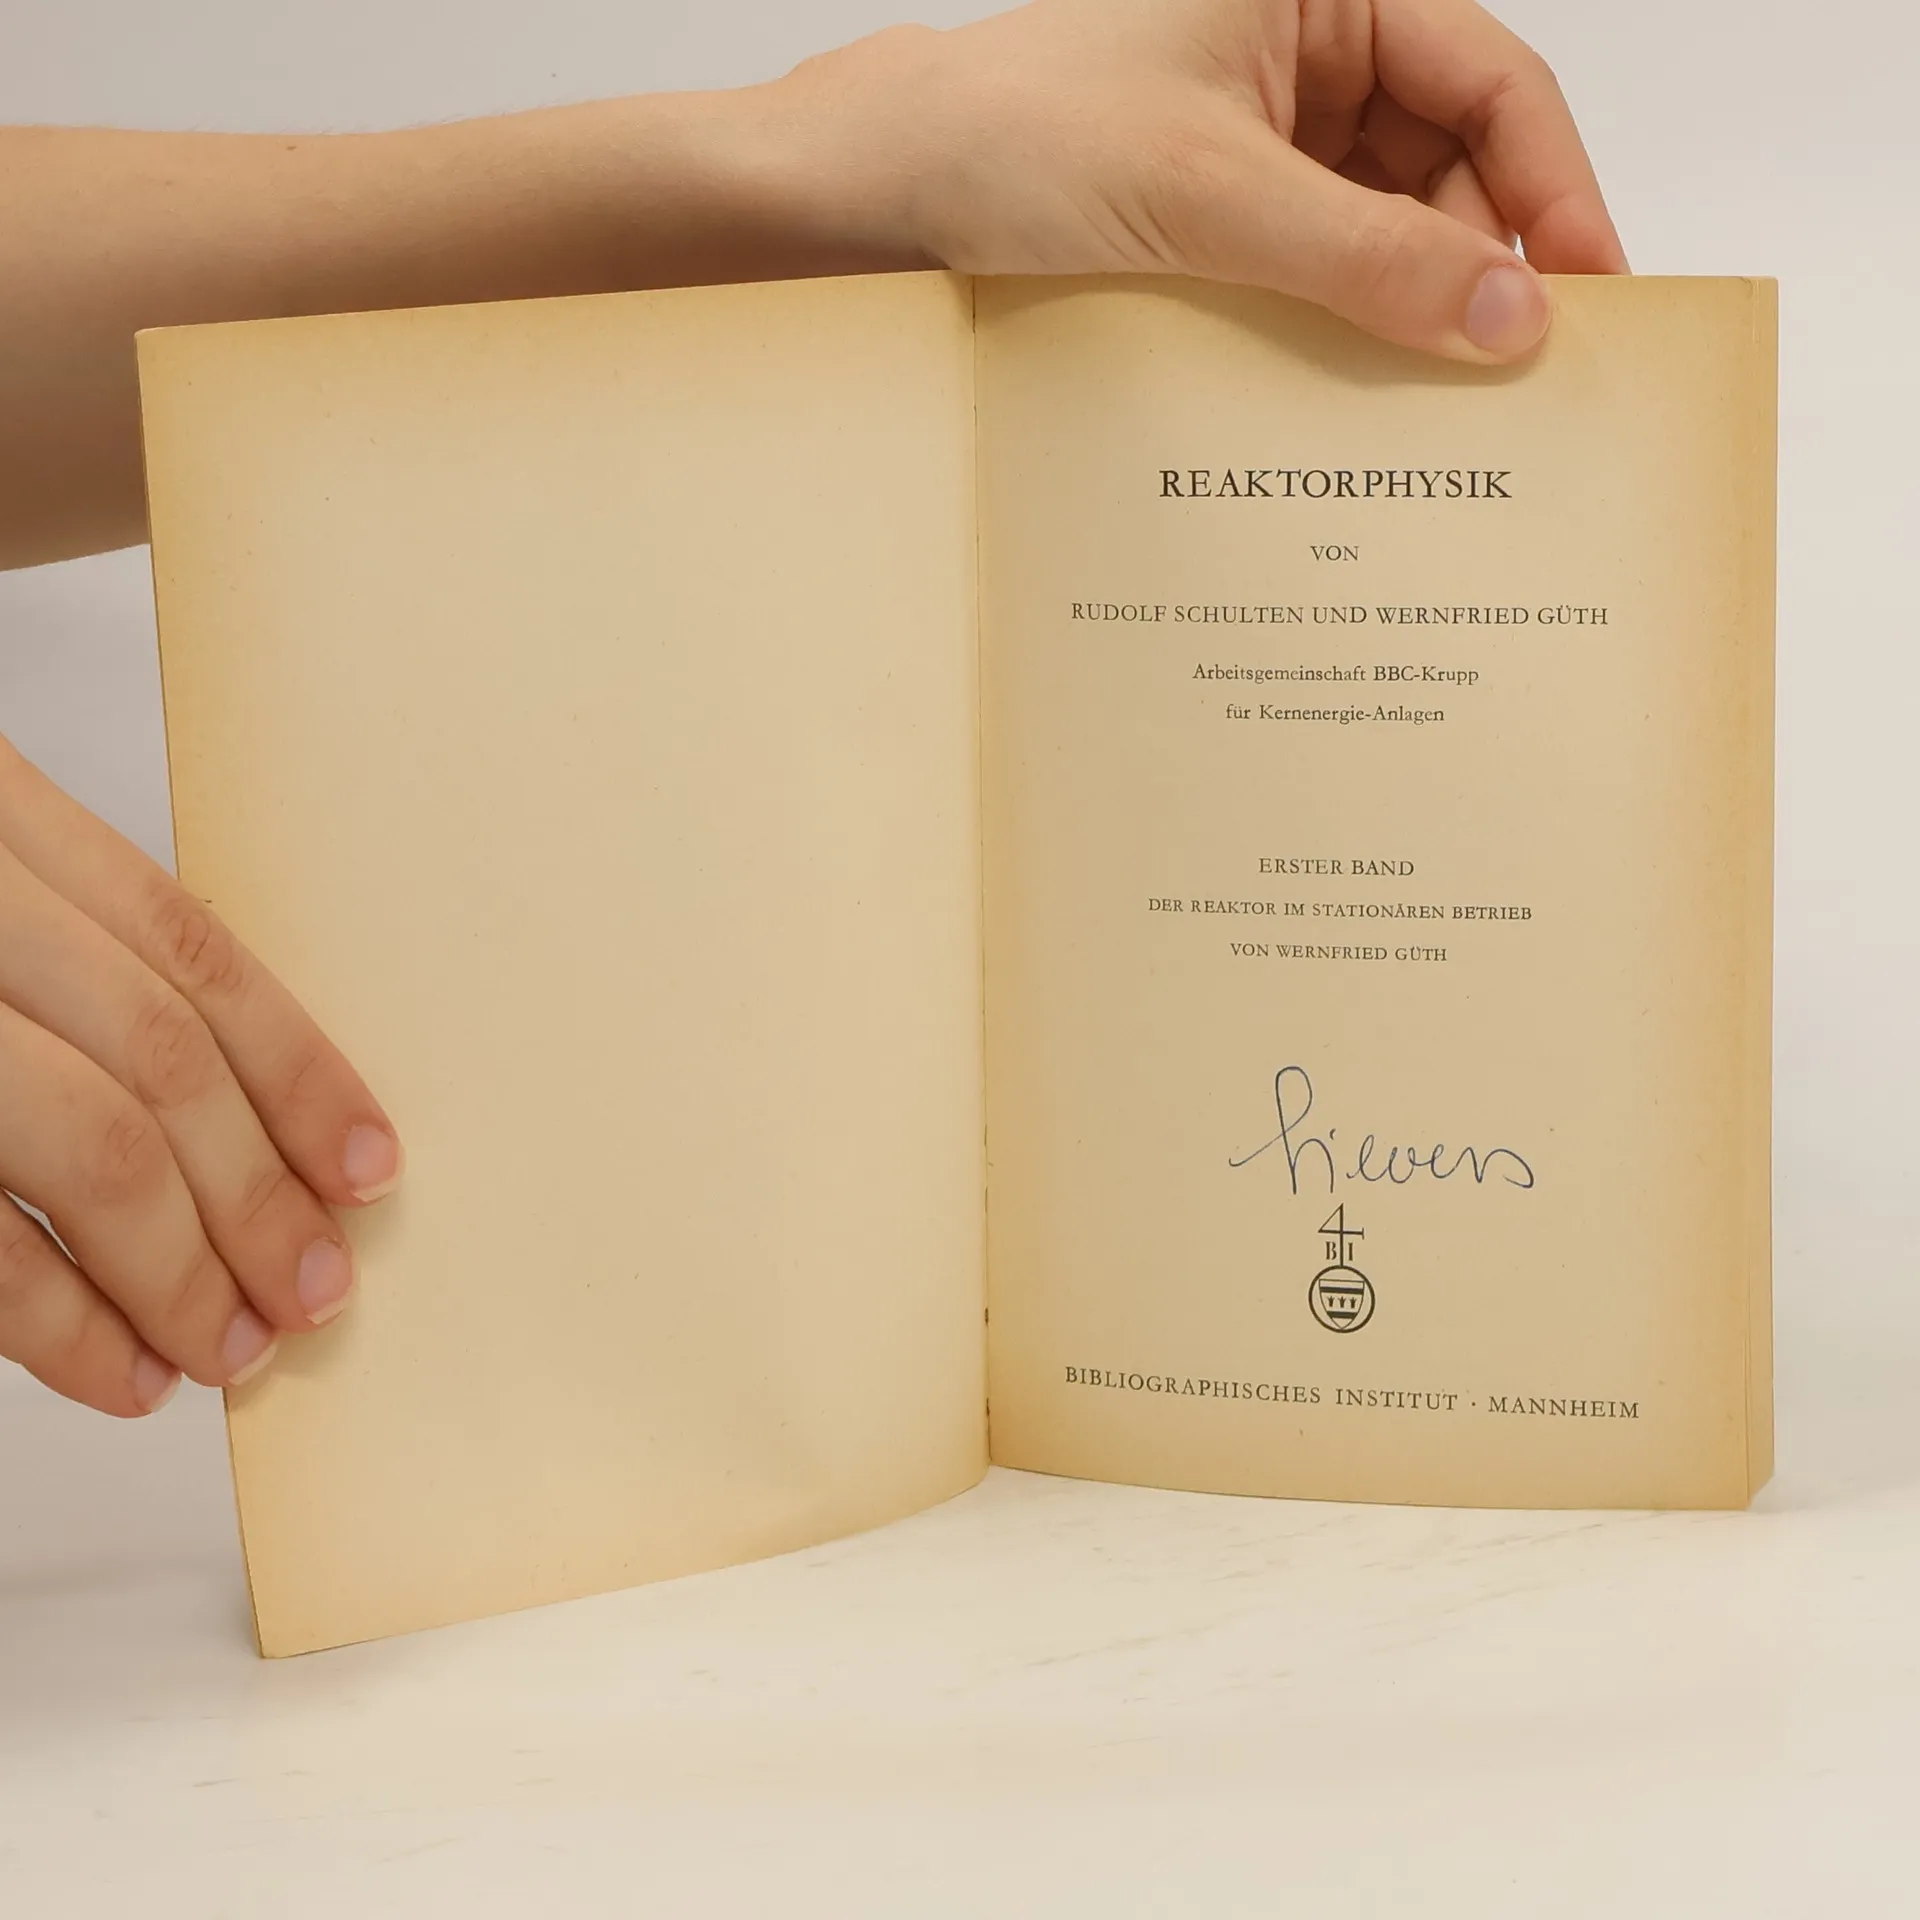 REAKTORPHYSIK
VON
RUDOLF SCHULTEN UND WERNFRIED GÜTH
Arbeitsgemeinschaft BBC-Krupp
für Kernenergie-Anlagen
ERSTER BAND
DER REAKTOR IM STATIONÄREN BETRIEB
VON WERNFRIED GÜTH
B I
BIBLIOGRAPHISCHES INSTITUT · MANNHEIM